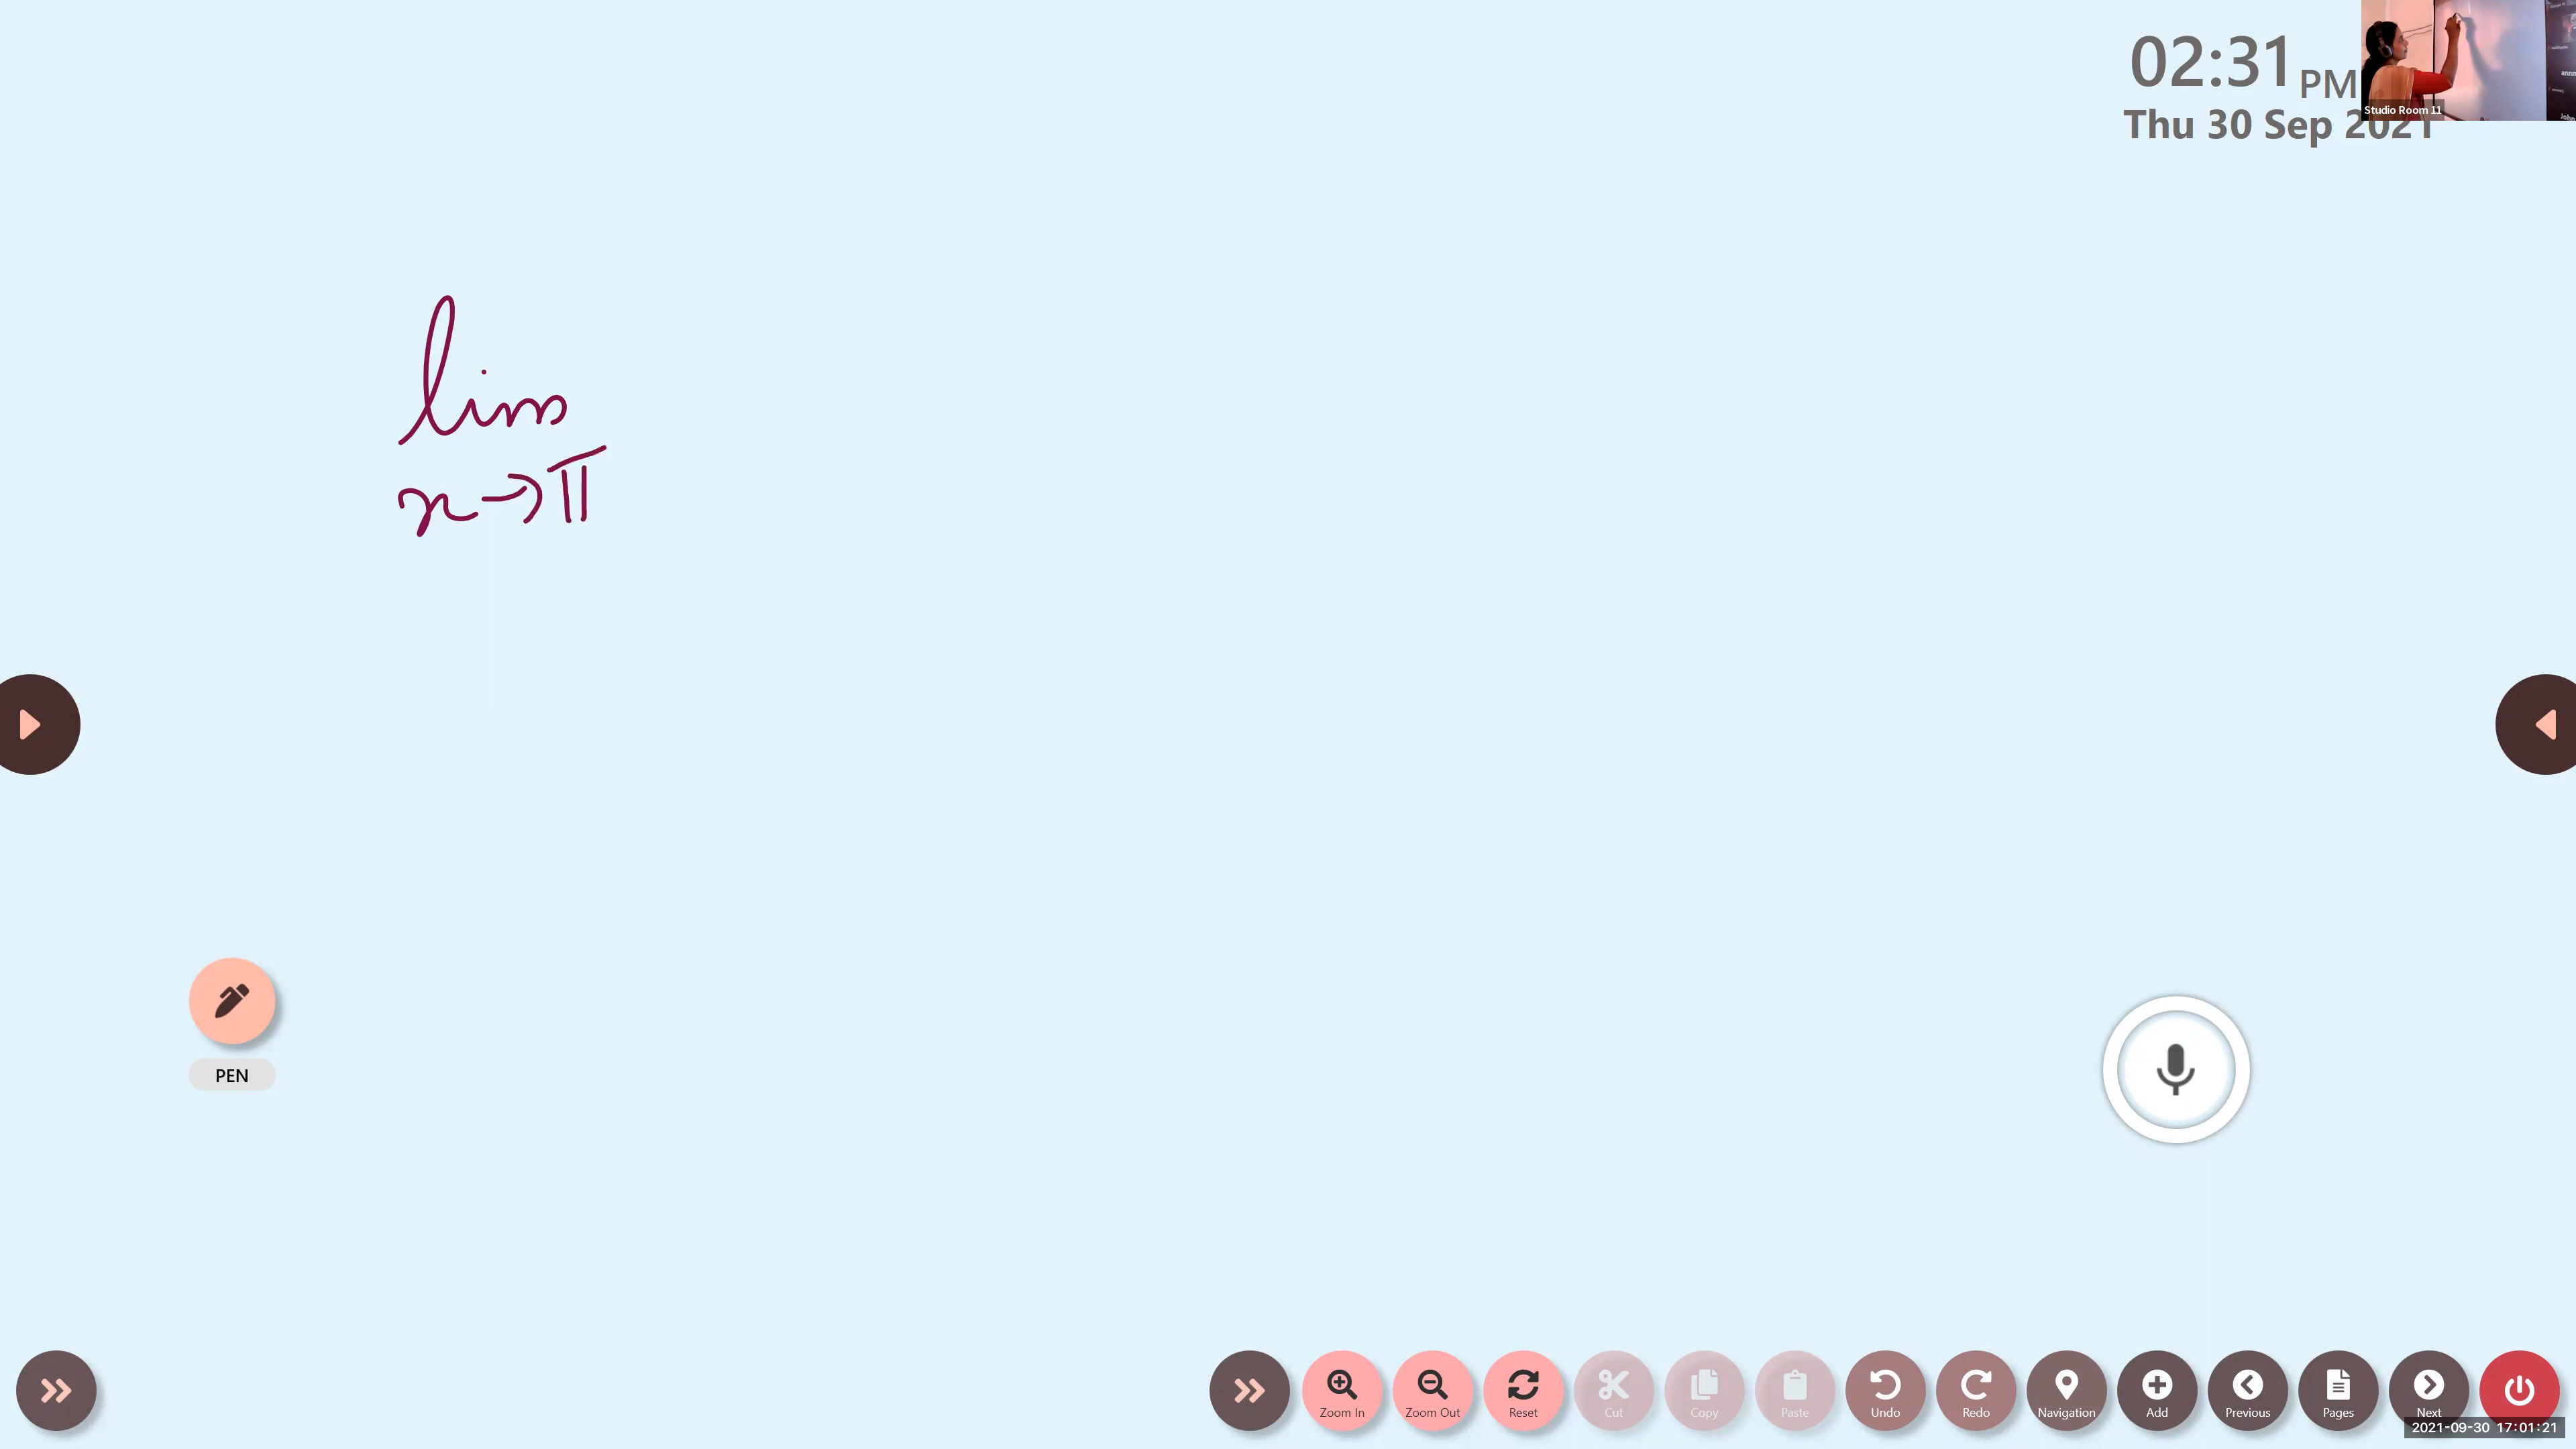 02:31 PM
Thu 30 Sep 2021
Studio Room 11
lim
x→π
PEN
Zoom In
Zoom Out
Reset
Cut
Copy
Paste
Undo
Redo
Navigation
Add
Previous
Pages
Next
2021-09-30 17:01:21